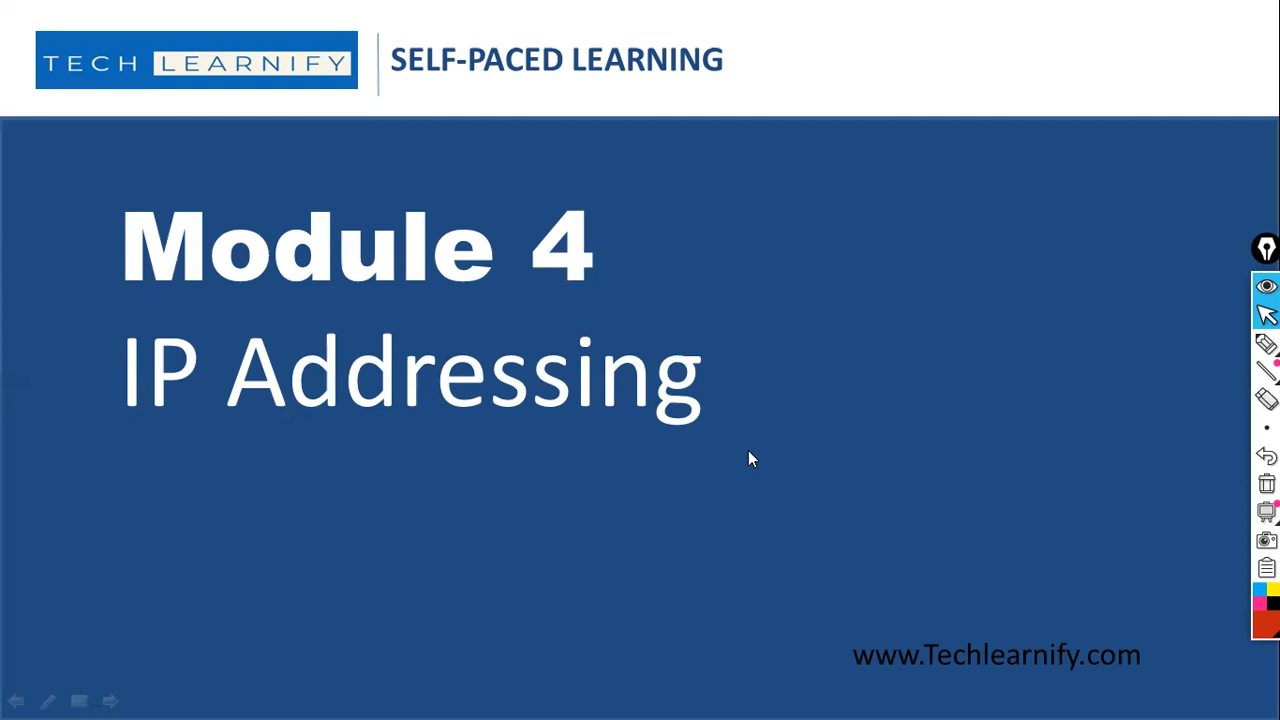 TECH LEARNIFY
SELF-PACED LEARNING
Module 4
IP Addressing
www.Techlearnify.com